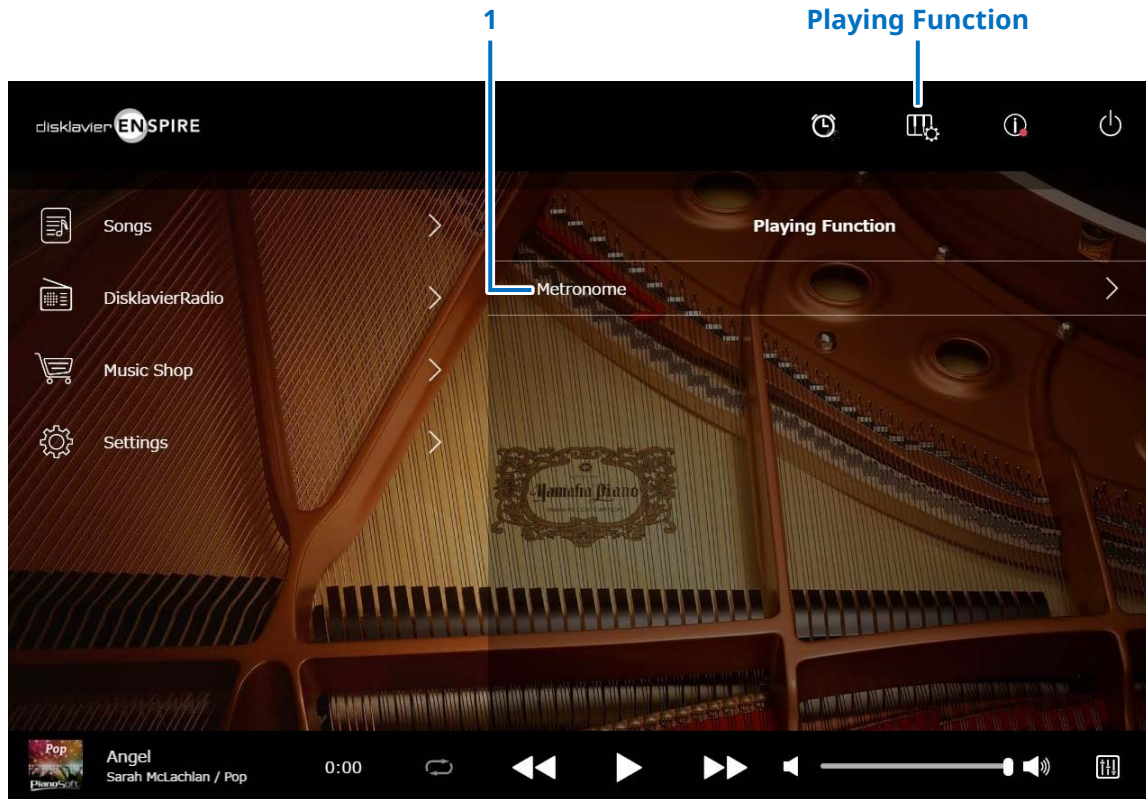 1
Playing Function
disklavier ENSPIRE
Songs
DisklavierRadio
Music Shop
Settings
Playing Function
Metronome
Yamaha Piano
Pop
PianoSoft
Angel
Sarah McLachlan / Pop
0:00